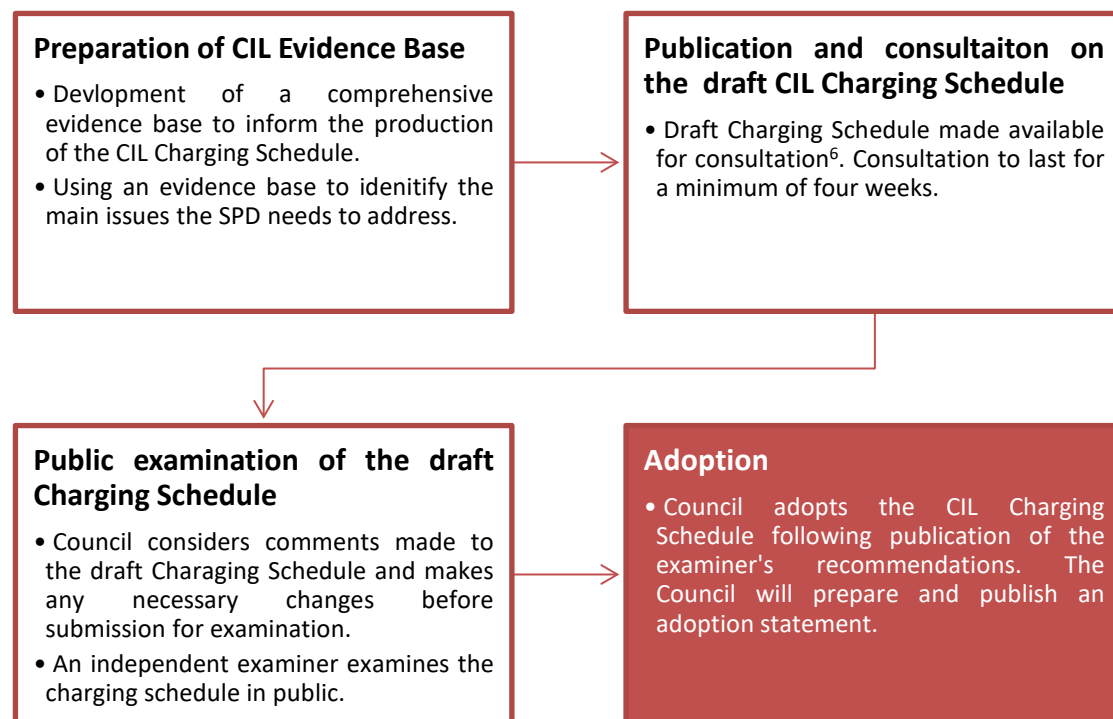 Preparation of CIL Evidence Base
• Devlopment of a comprehensive
evidence base to inform the production
of the CIL Charging Schedule.
• Using an evidence base to idenitify the
main issues the SPD needs to address.
Publication and consultaiton on
the draft CIL Charging Schedule
• Draft Charging Schedule made available
for consultation⁶. Consultation to last for
a minimum of four weeks.
Public examination of the draft
Charging Schedule
• Council considers comments made to
the draft Charaging Schedule and makes
any necessary changes before
submission for examination.
• An independent examiner examines the
charging schedule in public.
Adoption
• Council adopts the CIL Charging
Schedule following publication of the
examiner's recommendations. The
Council will prepare and publish an
adoption statement.